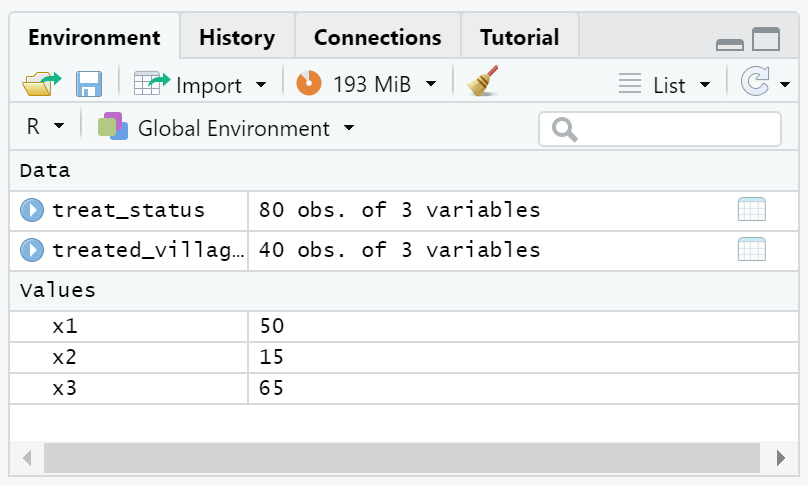 Environment History Connections Tutorial
Import 193 MiB List
R Global Environment
Data
treat_status 80 obs. of 3 variables
treated_villag… 40 obs. of 3 variables
Values
x1 50
x2 15
x3 65